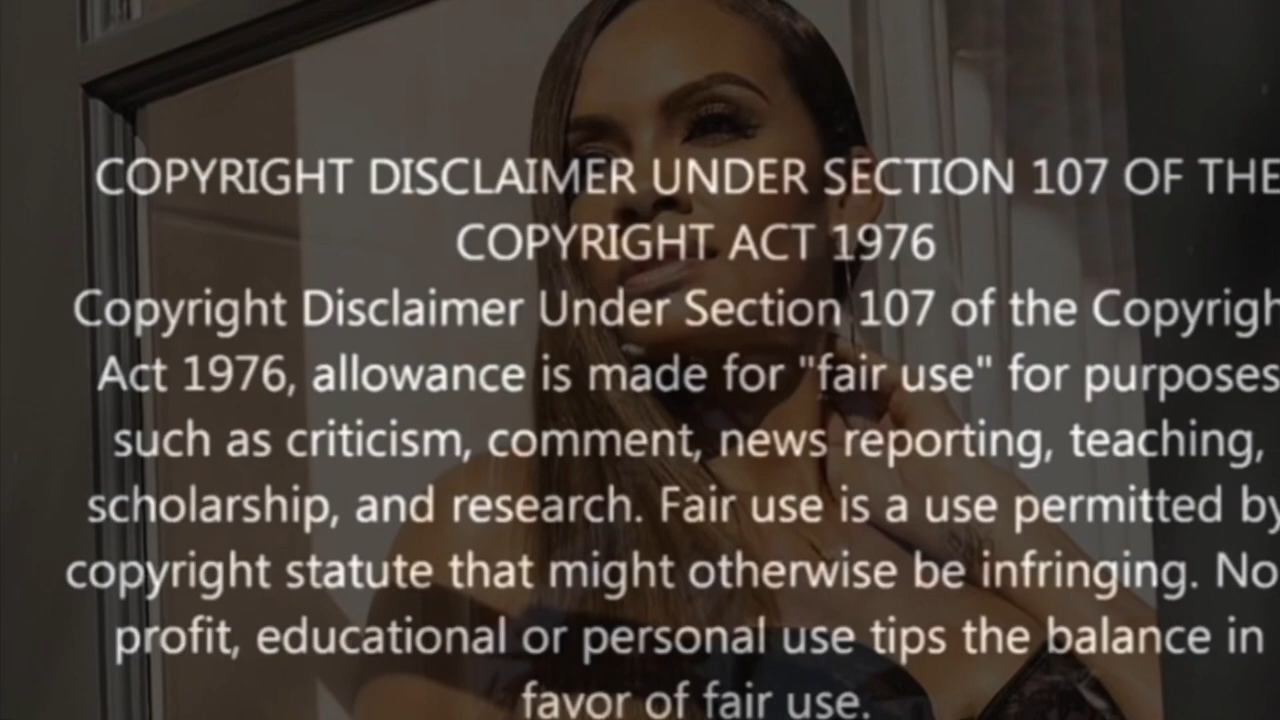 COPYRIGHT DISCLAIMER UNDER SECTION 107 OF THE
COPYRIGHT ACT 1976
Copyright Disclaimer Under Section 107 of the Copyrigh
Act 1976, allowance is made for "fair use" for purposes
such as criticism, comment, news reporting, teaching,
scholarship, and research. Fair use is a use permitted by
copyright statute that might otherwise be infringing. No
profit, educational or personal use tips the balance in
favor of fair use.